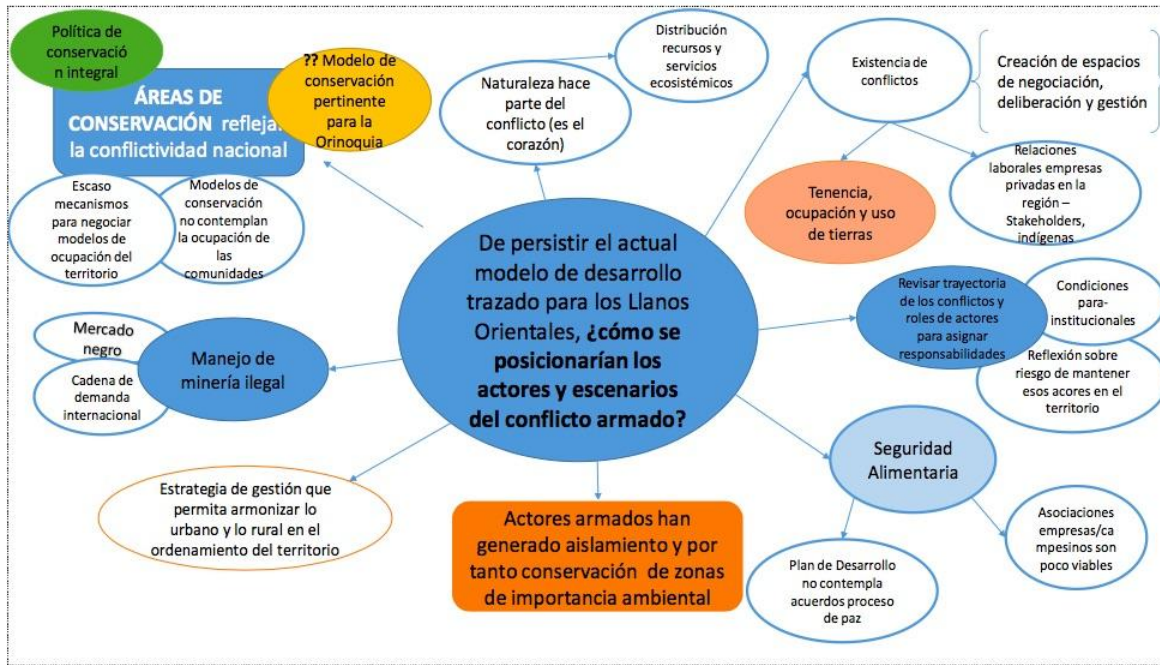 Política de
conservació
n integral
ÁREAS DE
CONSERVACIÓN refleja
la conflictividad nacional
?? Modelo de
conservación
pertinente
para la
Orinoquia
Escaso
mecanismos
para negociar
modelos de
ocupación del
territorio
Modelos de
conservación
no contemplan
la ocupación de
las
comunidades
Naturaleza hace
parte del
conflicto (es el
corazón)
Distribución
recursos y
servicios
ecosistémicos
Existencia de
conflictos
Creación de espacios
de negociación,
deliberación y gestión
Tenencia,
ocupación y uso
de tierras
Relaciones
laborales empresas
privadas en la
región –
Stakeholders,
indígenas
De persistir el actual
modelo de desarrollo
trazado para los Llanos
Orientales, ¿cómo se
posicionarían los
actores y escenarios
del conflicto armado?
Revisar trayectoria
de los conflictos y
roles de actores
para asignar
responsabilidades
Condiciones
para-
institucionales
Reflexión sobre
riesgo de mantener
esos acores en el
territorio
Mercado
negro
Cadena de
demanda
internacional
Manejo de
minería ilegal
Seguridad
Alimentaria
Asociaciones
empresas/ca
mpesinos son
poco viables
Plan de Desarrollo
no contempla
acuerdos proceso
de paz
Estrategia de gestión que
permita armonizar lo
urbano y lo rural en el
ordenamiento del territorio
Actores armados han
generado aislamiento y por
tanto conservación de zonas
de importancia ambiental